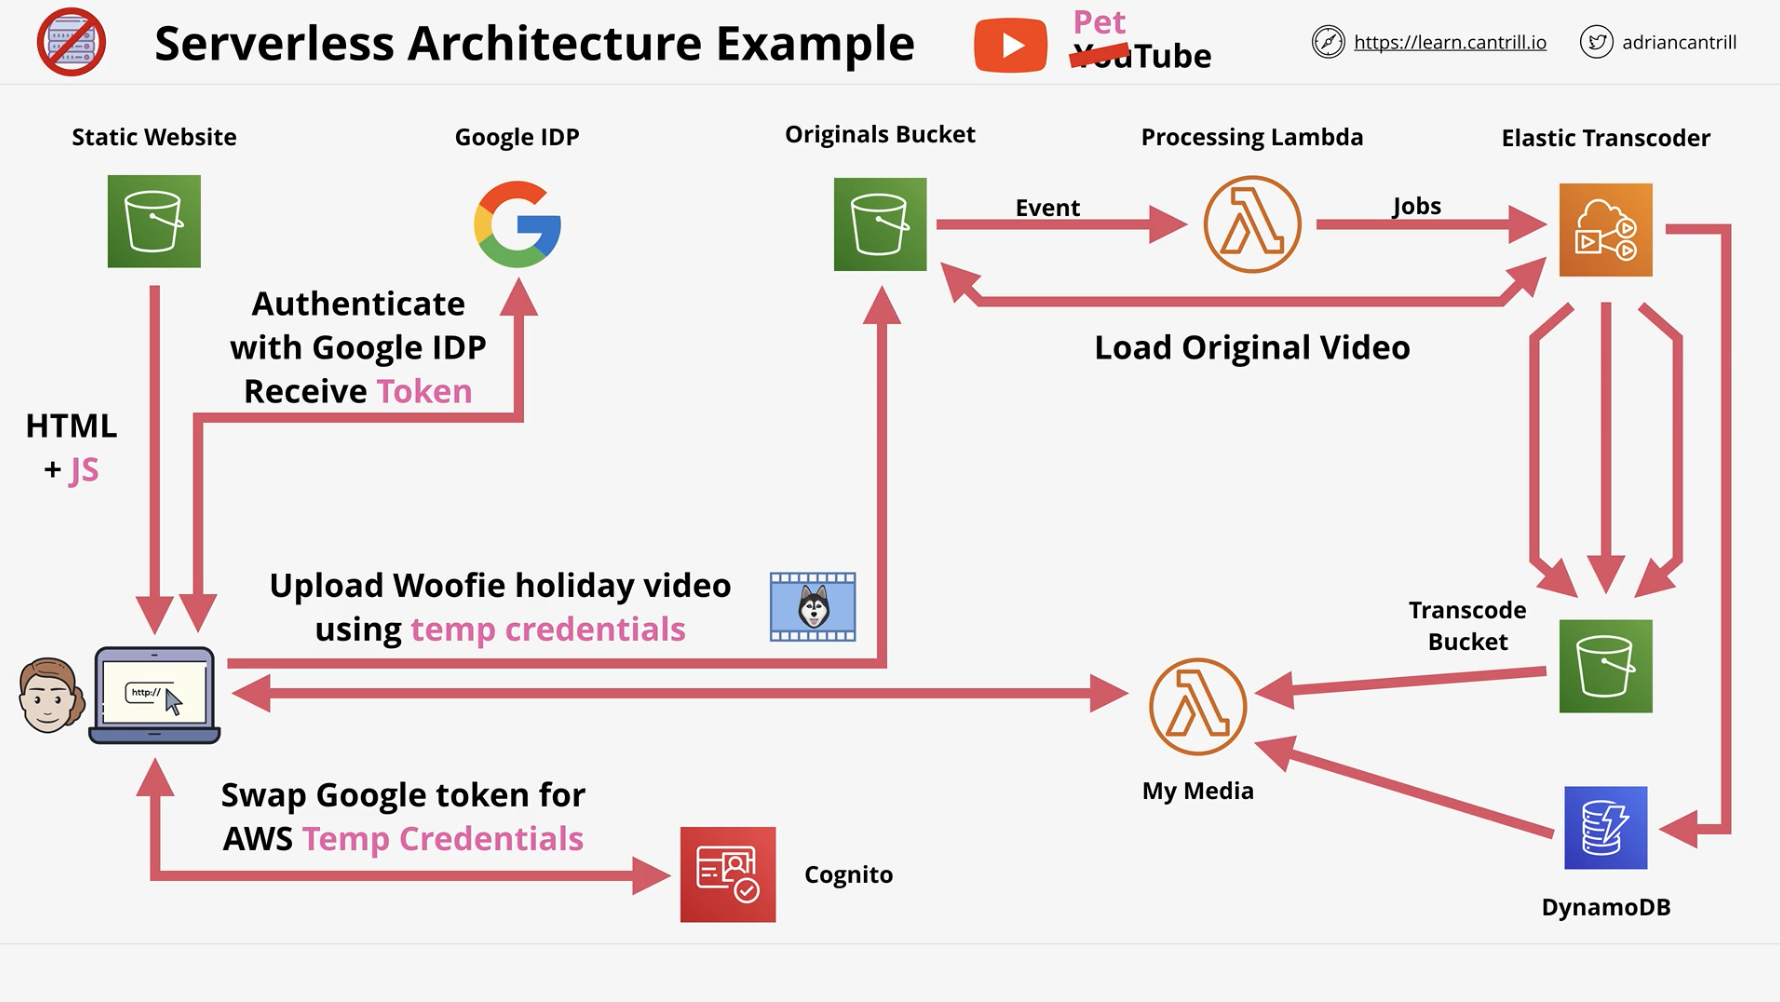 Serverless Architecture Example
Pet
YouTube
https://learn.cantrill.io
adriancantrill
Static Website
Google IDP
Originals Bucket
Processing Lambda
Elastic Transcoder
Event
Jobs
Authenticate
with Google IDP
Receive Token
Load Original Video
HTML
+ JS
Upload Woofie holiday video
using temp credentials
Transcode
Bucket
http://
My Media
Swap Google token for
AWS Temp Credentials
Cognito
DynamoDB